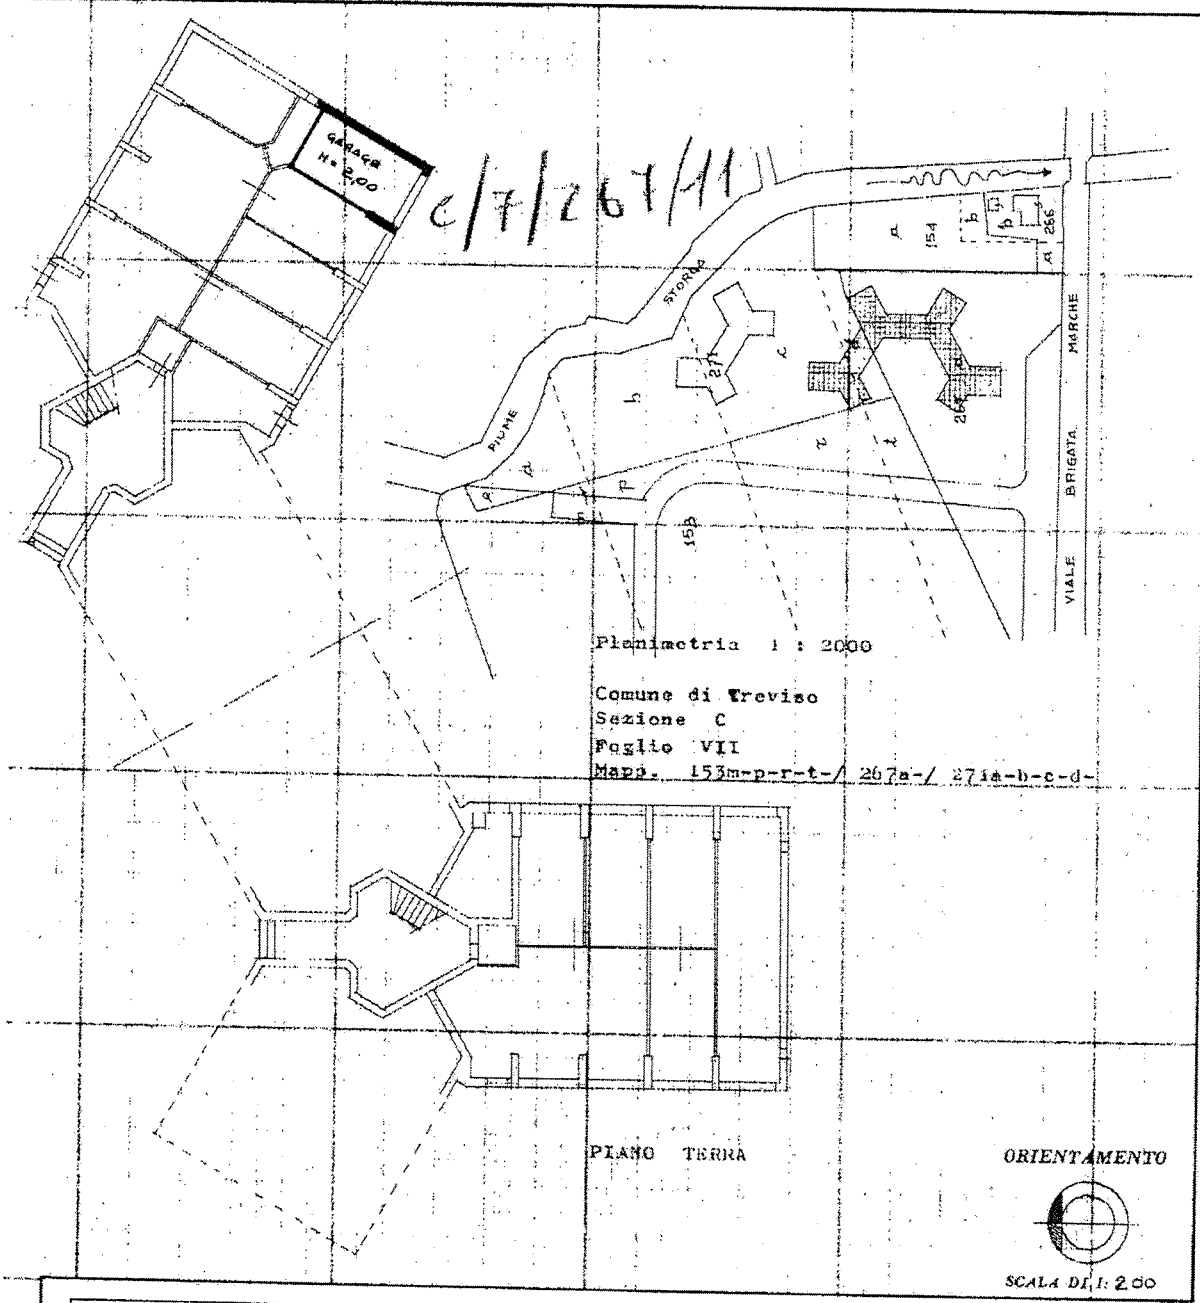 GARAGE
H= 2,00
C/7/267/11
FIUME
STORGA
a
154
b
b
266
a
271
c
b
d
e
p
r
t
a
267
153
VIALE BRIGATA MARCHE
Planimetria 1 : 2000
Comune di Treviso
Sezione C
Foglio VII
Mapp. 153m-p-r-t-/ 267a-/ 271a-b-c-d-
PIANO TERRA
ORIENTAMENTO
SCALA DI 1: 200